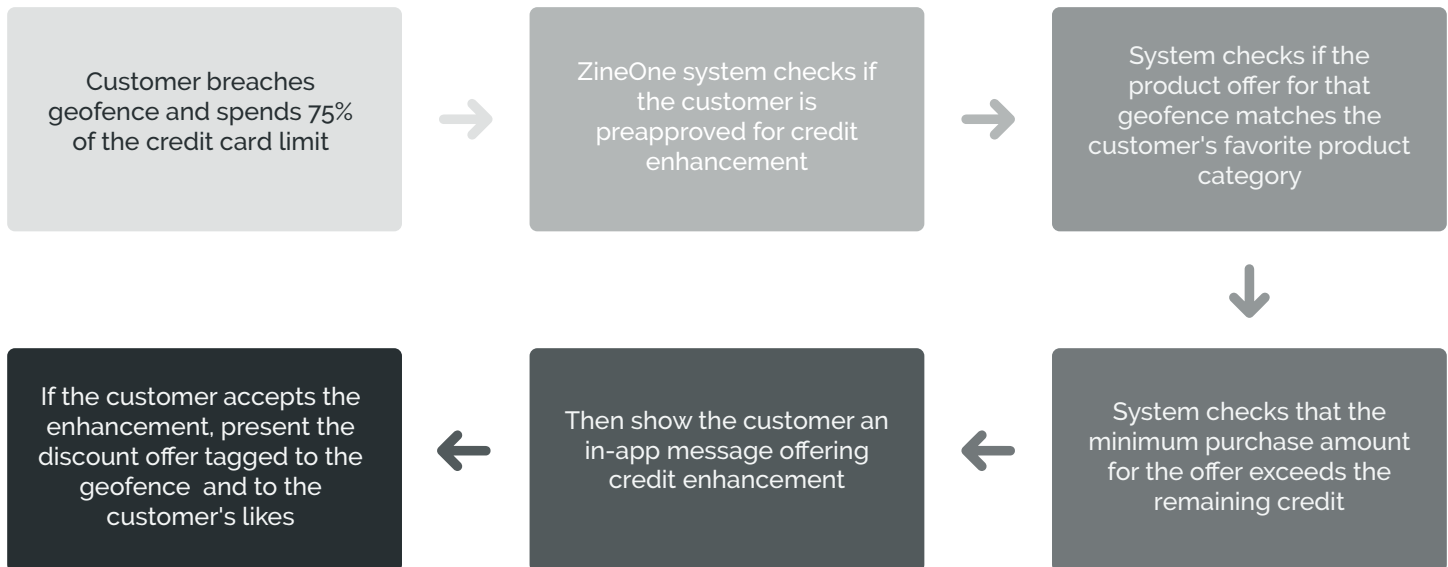 Customer breaches
geofence and spends 75%
of the credit card limit
ZineOne system checks if
the customer is
preapproved for credit
enhancement
System checks if the
product offer for that
geofence matches the
customer's favorite product
category
System checks that the
minimum purchase amount
for the offer exceeds the
remaining credit
Then show the customer an
in-app message offering
credit enhancement
If the customer accepts the
enhancement, present the
discount offer tagged to the
geofence  and to the
customer's likes